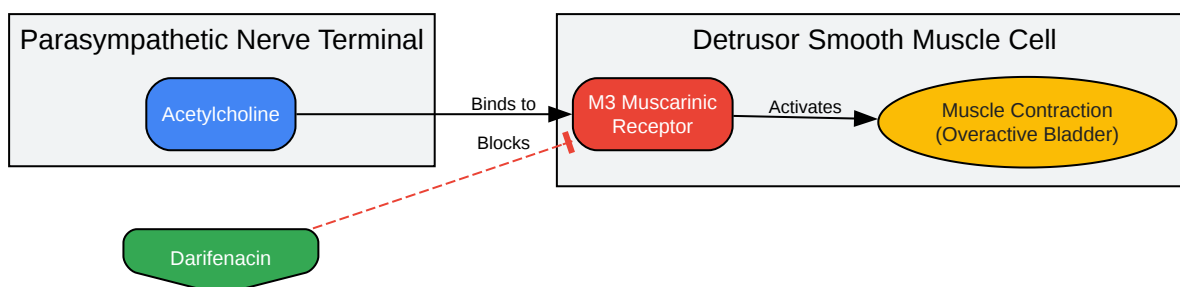 Parasympathetic Nerve Terminal
Detrusor Smooth Muscle Cell
Acetylcholine
Binds to
M3 Muscarinic
Receptor
Activates
Muscle Contraction
(Overactive Bladder)
Blocks
Darifenacin